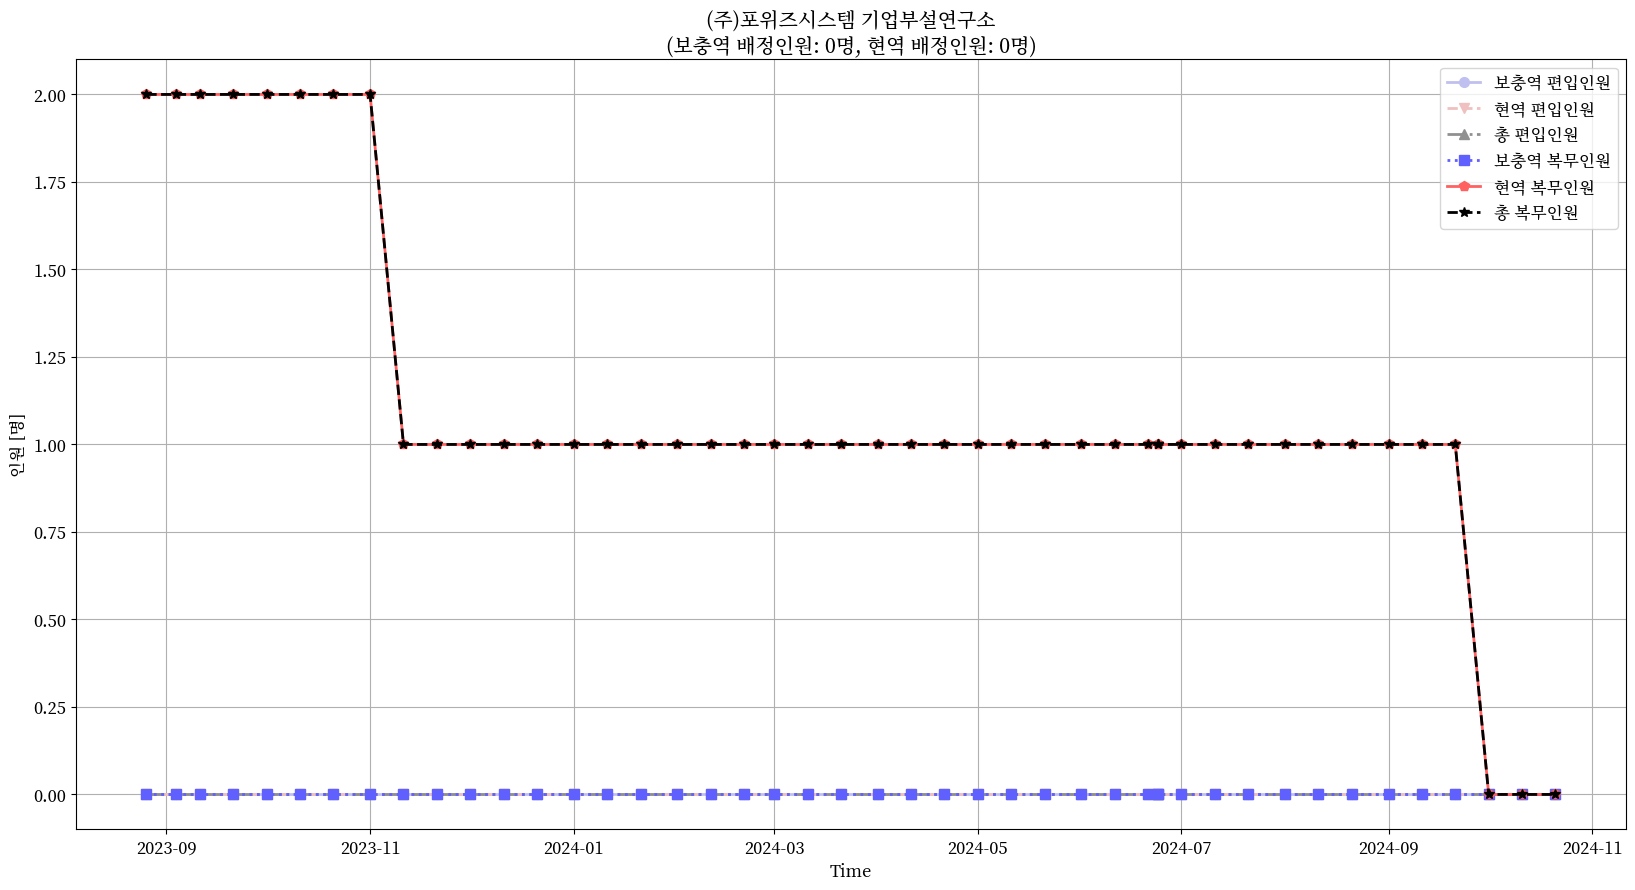 (주)포위즈시스템 기업부설연구소
(보충역 배정인원: 0명, 현역 배정인원: 0명)
보충역 편입인원
현역 편입인원
총 편입인원
보충역 복무인원
현역 복무인원
총 복무인원
인원 [명]
2.00
1.75
1.50
1.25
1.00
0.75
0.50
0.25
0.00
2023-09 2023-11 2024-01 2024-03 2024-05 2024-07 2024-09 2024-11
Time